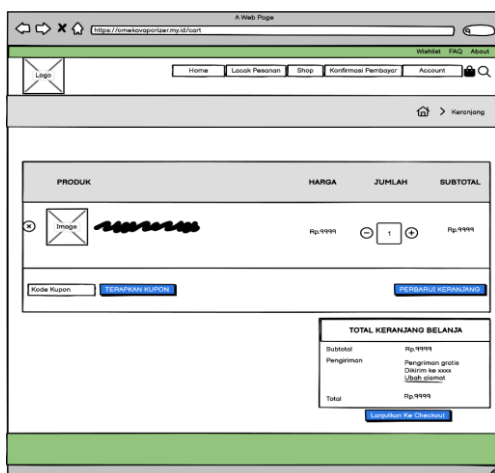 A Web Page
https://omekavaporizer.my.id/cart
Wishlist FAQ About
Logo
Home Lacak Pesanan Shop Konfirmasi Pembayar Account
Keranjang
PRODUK HARGA JUMLAH SUBTOTAL
Image Rp.9999 1 Rp.9999
Kode Kupon TERAPKAN KUPON PERBARUI KERANJANG
TOTAL KERANJANG BELANJA
Subtotal Rp.9999
Pengiriman Pengriman gratis
Dikirim ke xxxx
Ubah alamat
Total Rp.9999
Lanjutkan Ke Checkout